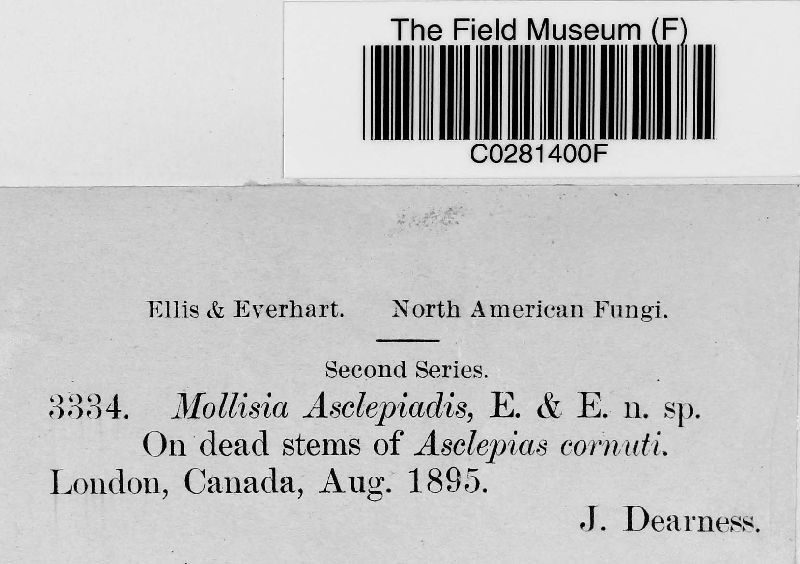 The Field Museum (F)
C0281400F
Ellis & Everhart. North American Fungi.
Second Series.
3334. Mollisia Asclepiadis, E. & E. n. sp.
On dead stems of Asclepias cornuti.
London, Canada, Aug. 1895.
J. Dearness.